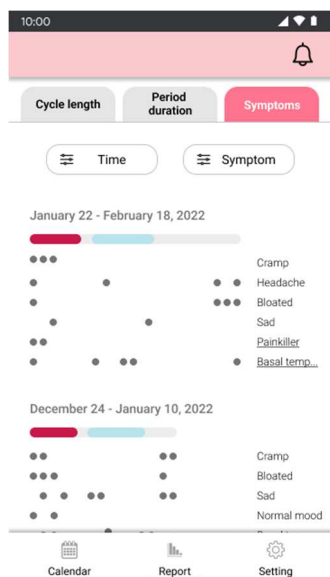 10:00
Cycle length
Period
duration
Symptoms
Time
Symptom
January 22 - February 18, 2022
Cramp
Headache
Bloated
Sad
Painkiller
Basal temp...
December 24 - January 10, 2022
Cramp
Bloated
Sad
Normal mood
Calendar
Report
Setting